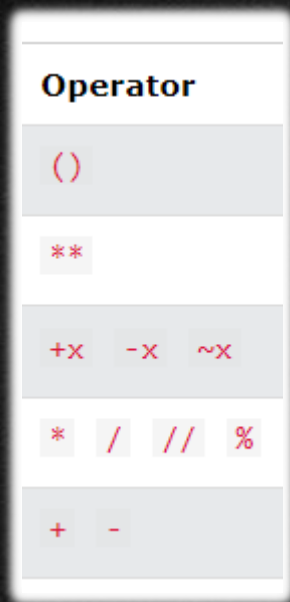 Operator
()
**
+x -x ~x
* / // %
+ -